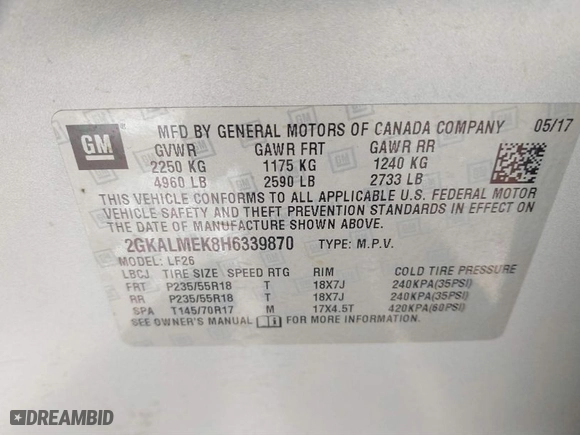 GM
MFD BY GENERAL MOTORS OF CANADA COMPANY 05/17
GVWR GAWR FRT GAWR RR
2250 KG 1175 KG 1240 KG
4960 LB 2590 LB 2733 LB
THIS VEHICLE CONFORMS TO ALL APPLICABLE U.S. FEDERAL MOTOR
VEHICLE SAFETY AND THEFT PREVENTION STANDARDS IN EFFECT ON
THE DATE OF MANUFACTURE SHOWN ABOVE.
2GKALMEK8H6339870 TYPE: M.P.V.
MODEL: LF26
LBCJ TIRE SIZE SPEED RTG RIM COLD TIRE PRESSURE
FRT P235/55R18 T 18X7J 240KPA(35PSI)
RR P235/55R18 T 18X7J 240KPA(35PSI)
SPA T145/70R17 M 17X4.5T 420KPA(60PSI)
SEE OWNER'S MANUAL FOR MORE INFORMATION
DREAMBID